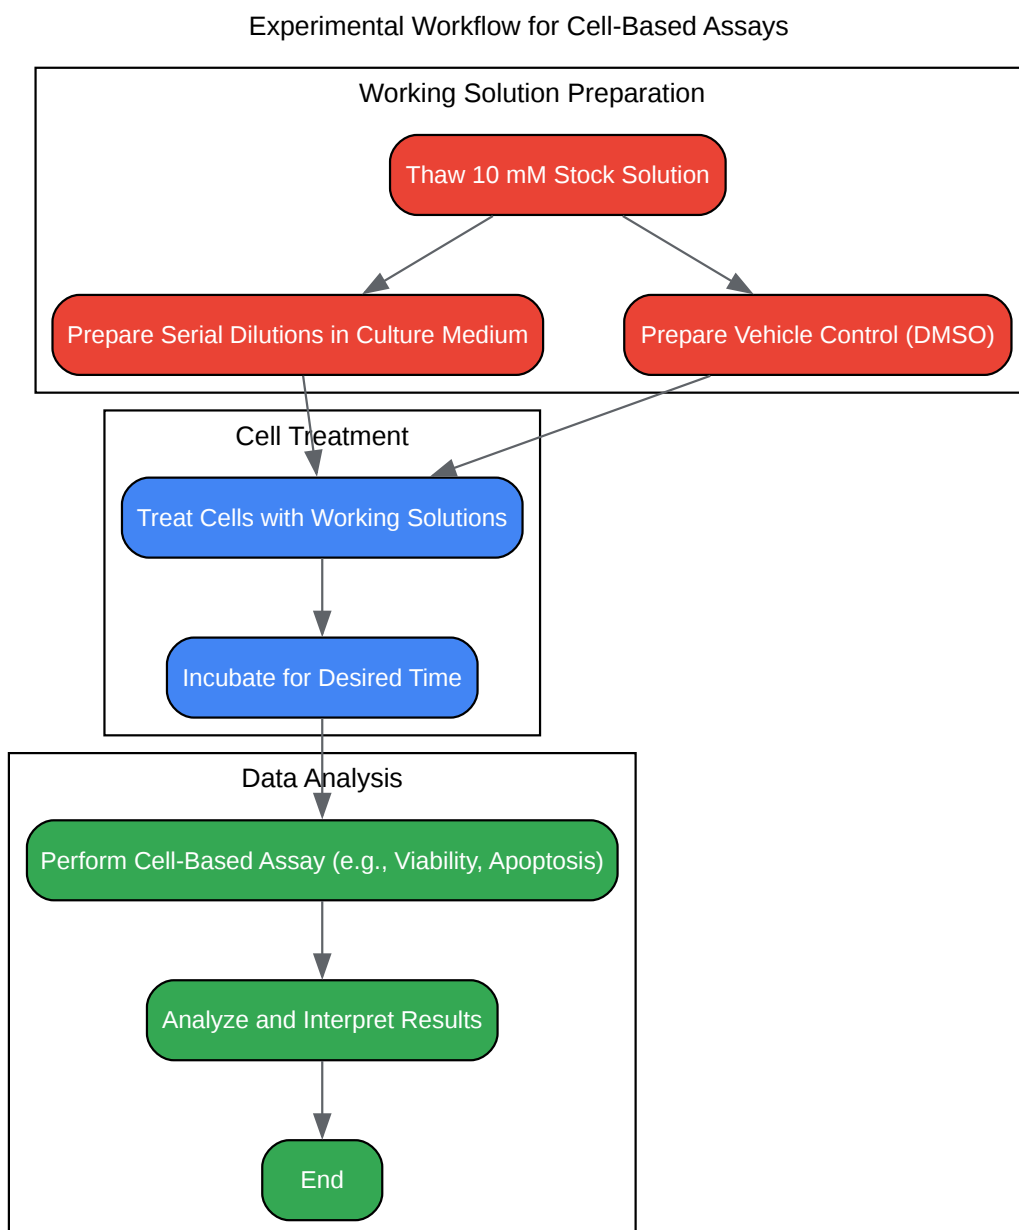 Experimental Workflow for Cell-Based Assays
Working Solution Preparation
Thaw 10 mM Stock Solution
Prepare Serial Dilutions in Culture Medium
Prepare Vehicle Control (DMSO)
Cell Treatment
Treat Cells with Working Solutions
Incubate for Desired Time
Data Analysis
Perform Cell-Based Assay (e.g., Viability, Apoptosis)
Analyze and Interpret Results
End